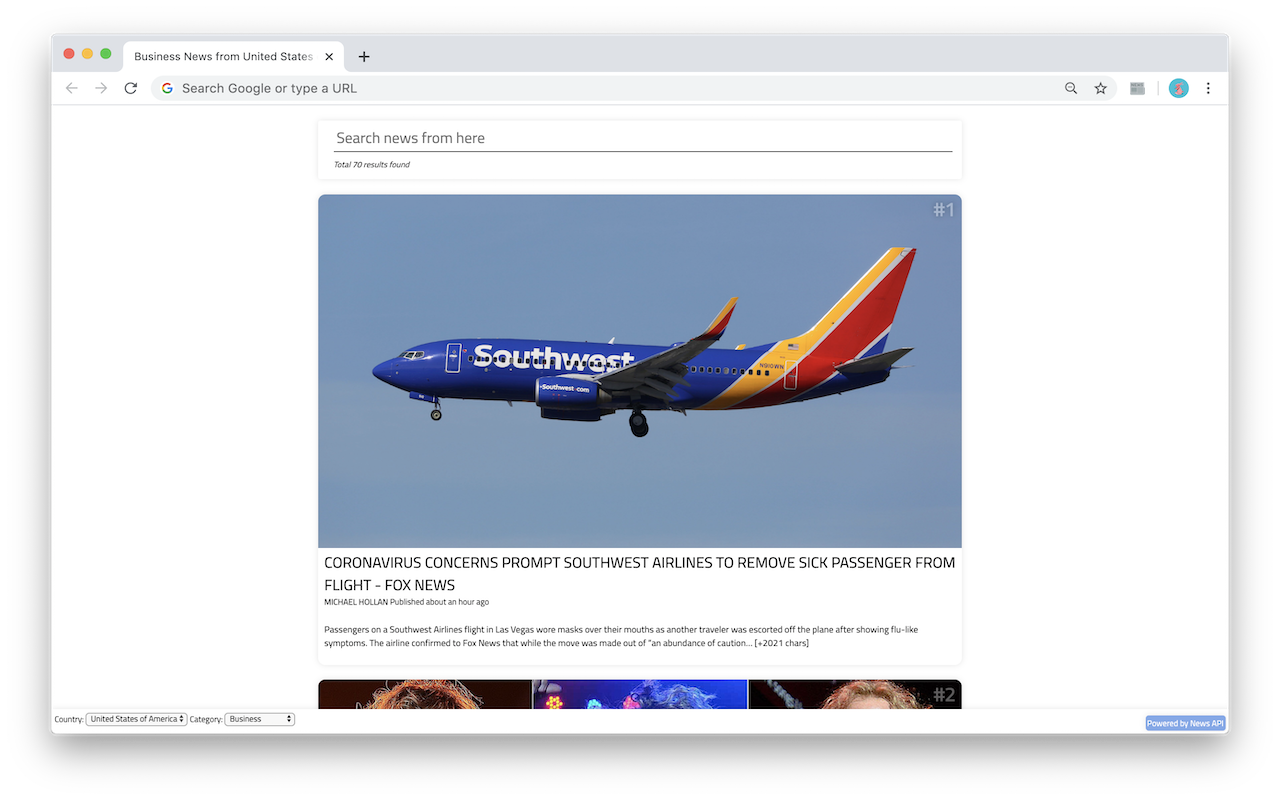 Business News from United States
Search Google or type a URL
Search news from here
Total 70 results found
#1
Southwest
N910WN
Southwest.com
CORONAVIRUS CONCERNS PROMPT SOUTHWEST AIRLINES TO REMOVE SICK PASSENGER FROM
FLIGHT - FOX NEWS
MICHAEL HOLLAN Published about an hour ago
Passengers on a Southwest Airlines flight in Las Vegas wore masks over their mouths as another traveler was escorted off the plane after showing flu-like
symptoms. The airline confirmed to Fox News that while the move was made out of "an abundance of caution… [+2021 chars]
#2
Country: United States of America Category: Business
Powered by News API